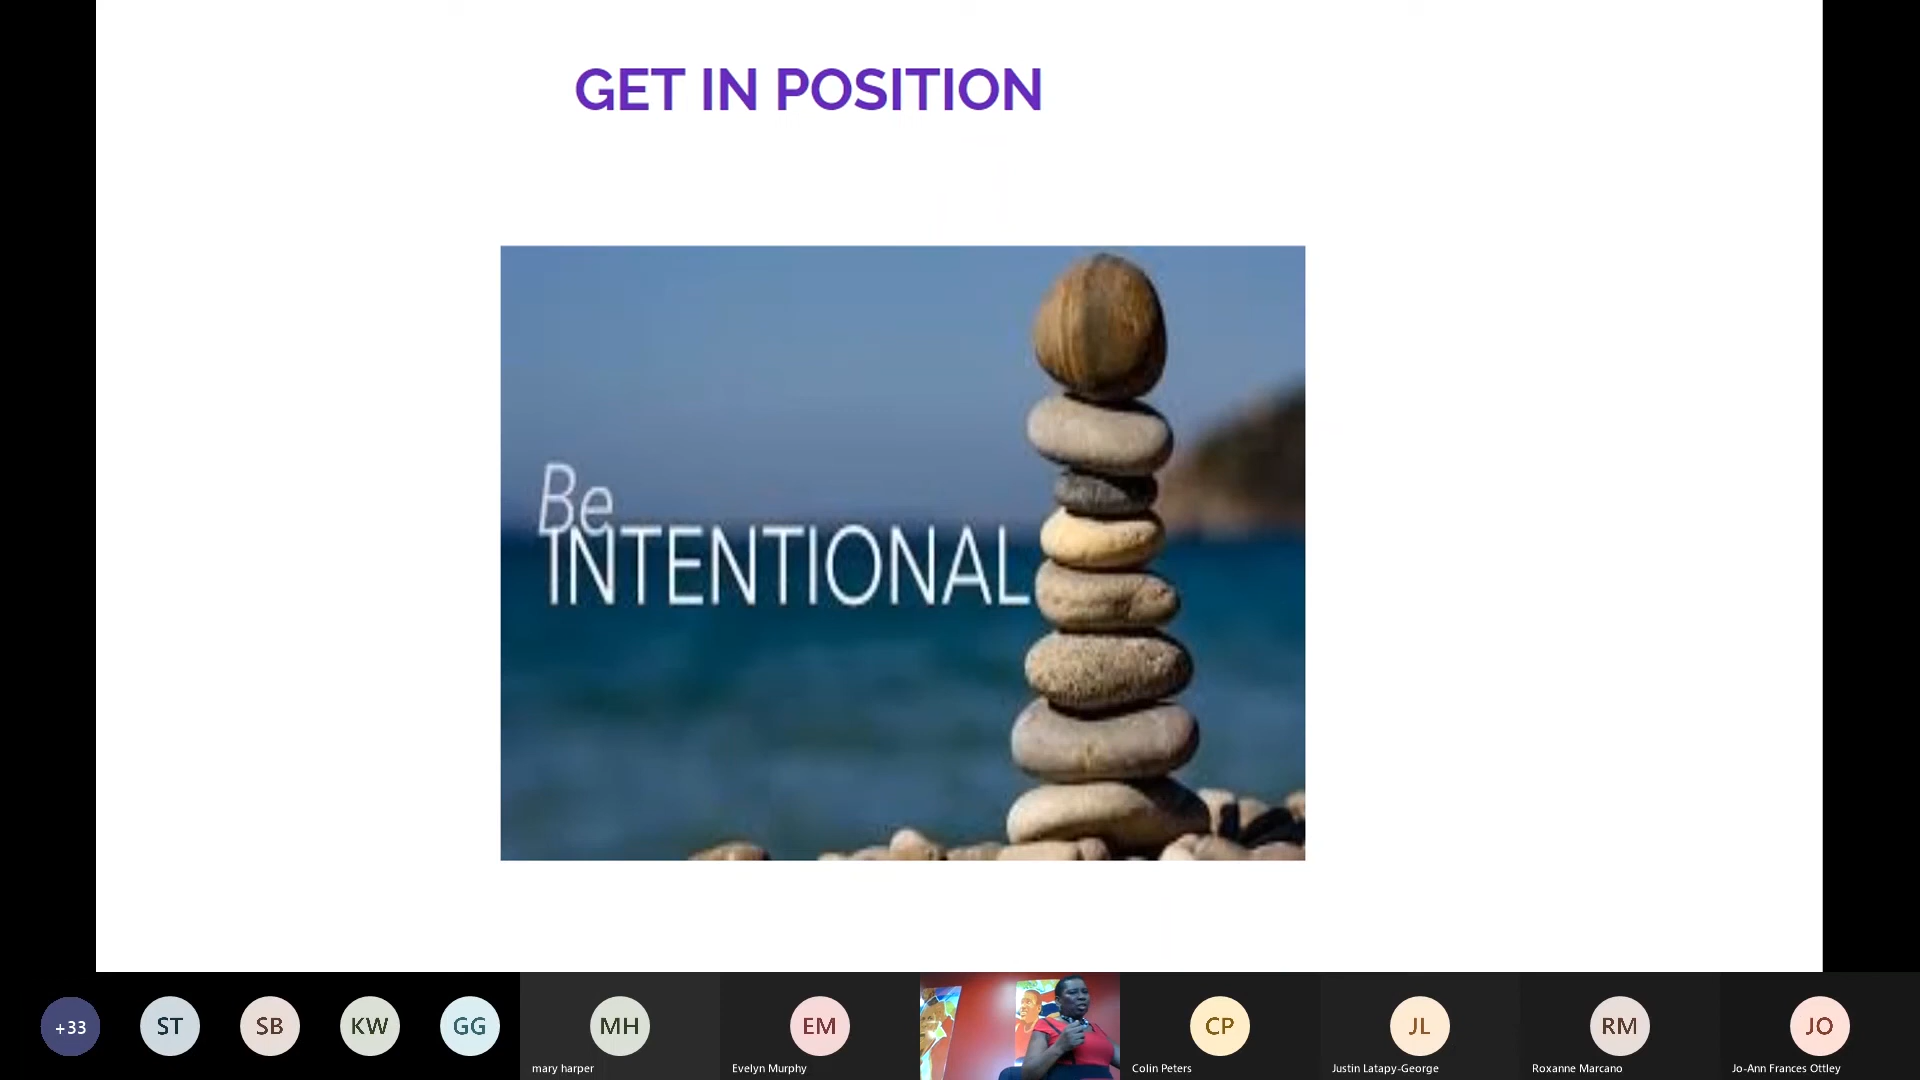 GET IN POSITION
Be
INTENTIONAL
+33
ST
SB
KW
GG
MH
EM
CP
JL
RM
JO
mary harper
Evelyn Murphy
Colin Peters
Justin Latapy-George
Roxanne Marcano
Jo-Ann Frances Ottley